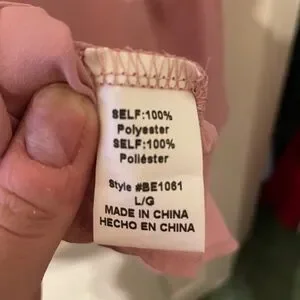 SELF:100%
Polyester
SELF:100%
Poliéster
Style #BE1061
L/G
MADE IN CHINA
HECHO EN CHINA